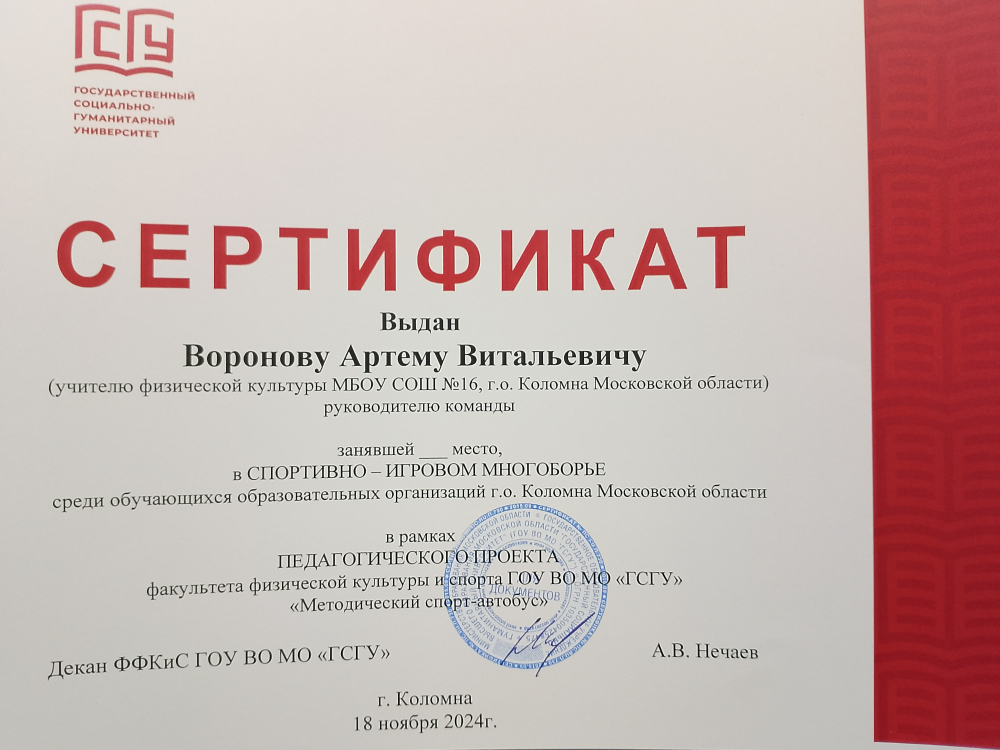 ГСГУ
ГОСУДАРСТВЕННЫЙ
СОЦИАЛЬНО-
ГУМАНИТАРНЫЙ
УНИВЕРСИТЕТ
СЕРТИФИКАТ
Выдан
Воронову Артему Витальевичу
(учителю физической культуры МБОУ СОШ №16, г.о. Коломна Московской области)
руководителю команды
занявшей ___ место,
в СПОРТИВНО – ИГРОВОМ МНОГОБОРЬЕ
среди обучающихся образовательных организаций г.о. Коломна Московской области
в рамках
ПЕДАГОГИЧЕСКОГО ПРОЕКТА
факультета физической культуры и спорта ГОУ ВО МО «ГСГУ»
«Методический спорт-автобус»
ДОКУМЕНТОВ
Декан ФФКиС ГОУ ВО МО «ГСГУ»
А.В. Нечаев
г. Коломна
18 ноября 2024г.